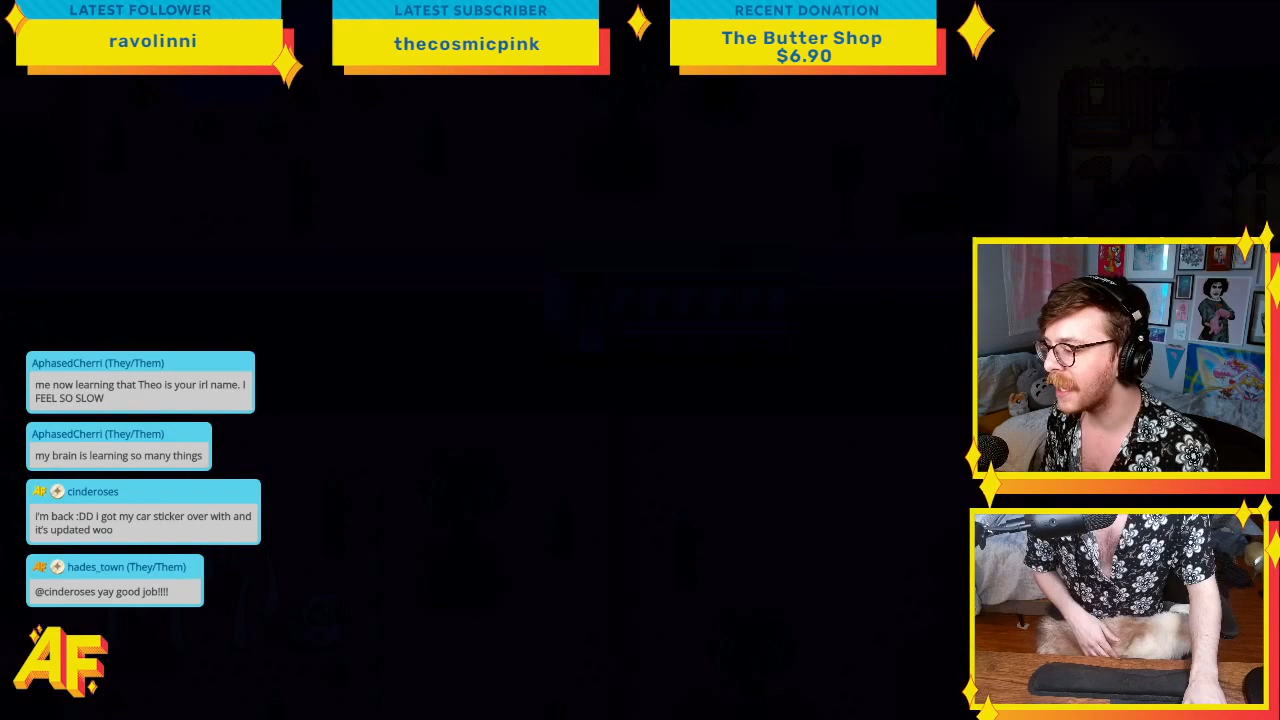 LATEST FOLLOWER
ravolinni
LATEST SUBSCRIBER
thecosmicpink
RECENT DONATION
The Butter Shop
$6.90
AphasedCherri (They/Them)
me now learning that Theo is your irl name. I
FEEL SO SLOW
AphasedCherri (They/Them)
my brain is learning so many things
AF cinderoses
i'm back :DD i got my car sticker over with and
it's updated woo
AF hades_town (They/Them)
@cinderoses yay good job!!!!
AF